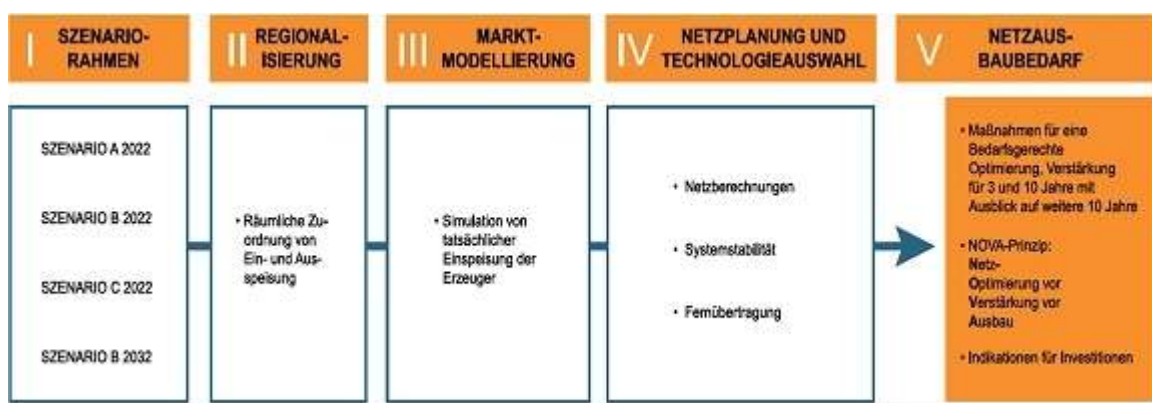 I
SZENARIO-
RAHMEN
II
REGIONAL-
ISIERUNG
III
MARKT-
MODELLIERUNG
IV
NETZPLANUNG UND
TECHNOLOGIEAUSWAHL
V
NETZAUS-
BAUBEDARF
SZENARIO A 2022
SZENARIO B 2022
SZENARIO C 2022
SZENARIO B 2032
• Räumliche Zu-
ordnung von
Ein- und Aus-
speisung
• Simulation von
tatsächlicher
Einspeisung der
Erzeuger
• Netzberechnungen
• Systemstabilität
• Fernübertragung
• Maßnahmen für eine
Bedarfsgerechte
Optimierung, Verstärkung
für 3 und 10 Jahre mit
Ausblick auf weitere 10 Jahre
• NOVA-Prinzip:
Netz-
Optimierung vor
Verstärkung vor
Ausbau
• Indikationen für Investitionen